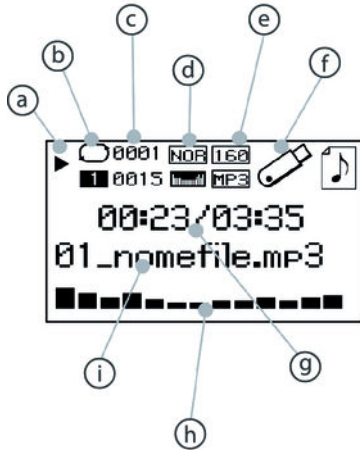 c
e
b
d
f
a
0001 NOR 160
1 0015 MP3
00:23/03:35
01_namefile.mp3
i
g
h